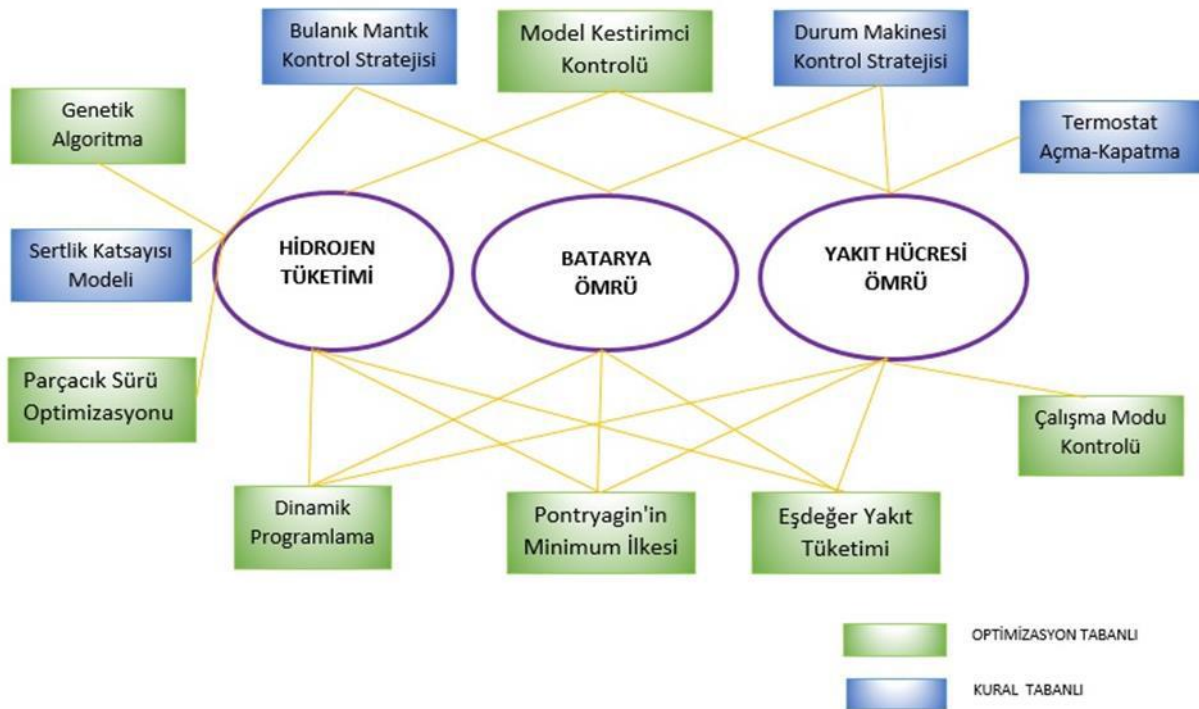 Bulanık Mantık
Kontrol Stratejisi
Model Kestirimci
Kontrolü
Durum Makinesi
Kontrol Stratejisi
Genetik
Algoritma
Termostat
Açma-Kapatma
Sertlik Katsayısı
Modeli
HİDROJEN
TÜKETİMİ
BATARYA
ÖMRÜ
YAKIT HÜCRESİ
ÖMRÜ
Parçacık Sürü
Optimizasyonu
Çalışma Modu
Kontrolü
Dinamik
Programlama
Pontryagin'in
Minimum İlkesi
Eşdeğer Yakıt
Tüketimi
OPTİMİZASYON TABANLI
KURAL TABANLI